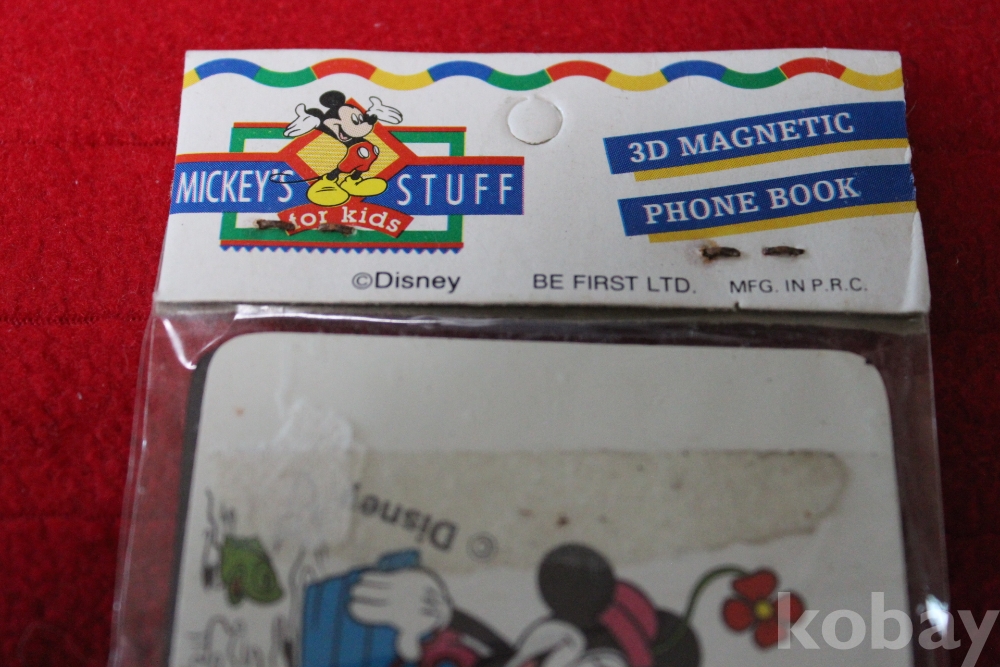 MICKEY'S STUFF
for kids
3D MAGNETIC
PHONE BOOK
©Disney
BE FIRST LTD.
MFG. IN P.R.C.
© Disney
kobay